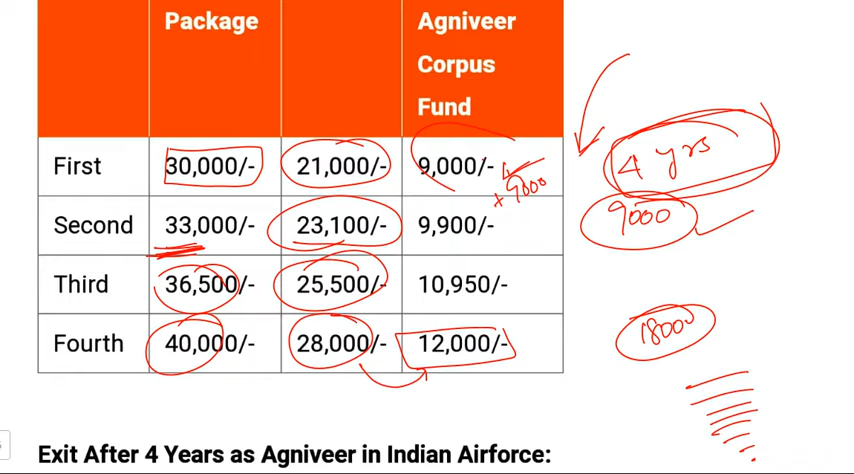 Package
Agniveer
Corpus
Fund
First 30,000/- 21,000/- 9,000/-
+9000
4 yrs
Second 33,000/- 23,100/- 9,900/-
9000
Third 36,500/- 25,500/- 10,950/-
18000
Fourth 40,000/- 28,000/- 12,000/-
Exit After 4 Years as Agniveer in Indian Airforce: